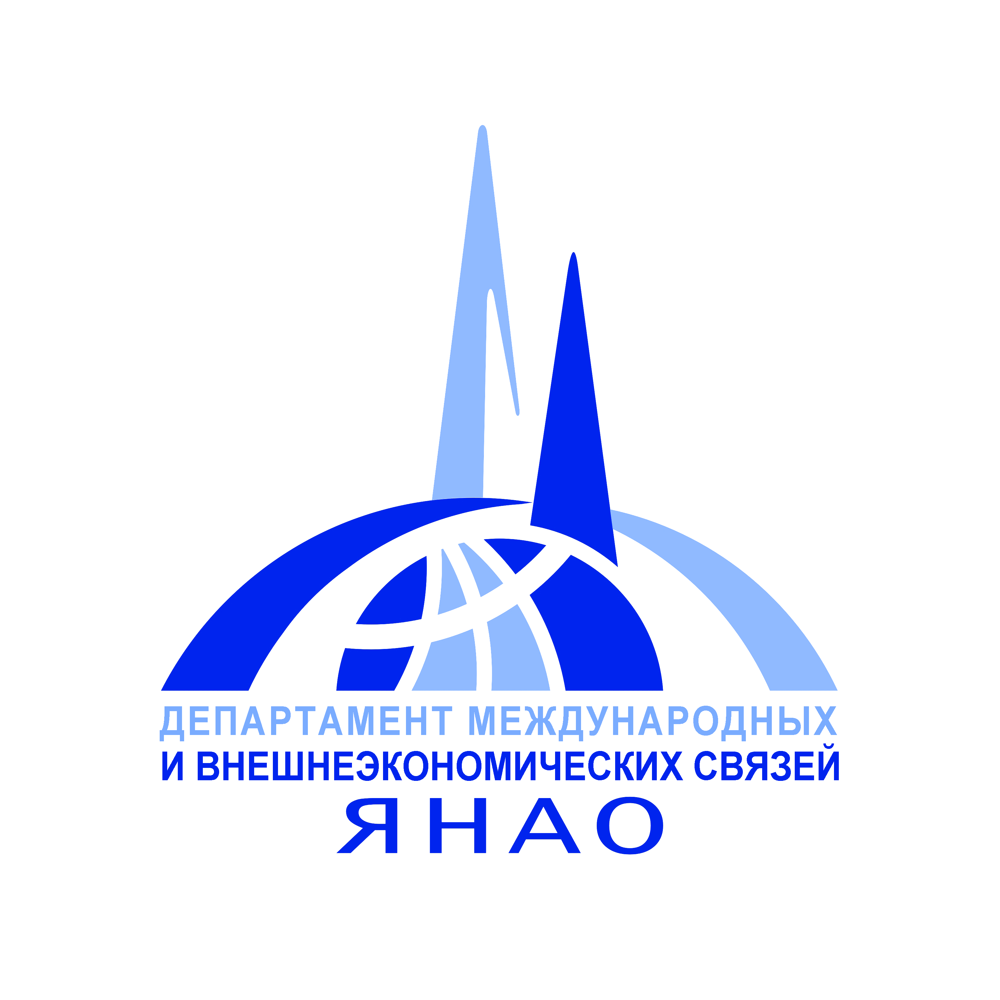 ДЕПАРТАМЕНТ МЕЖДУНАРОДНЫХ
И ВНЕШНЕЭКОНОМИЧЕСКИХ СВЯЗЕЙ
ЯНАО